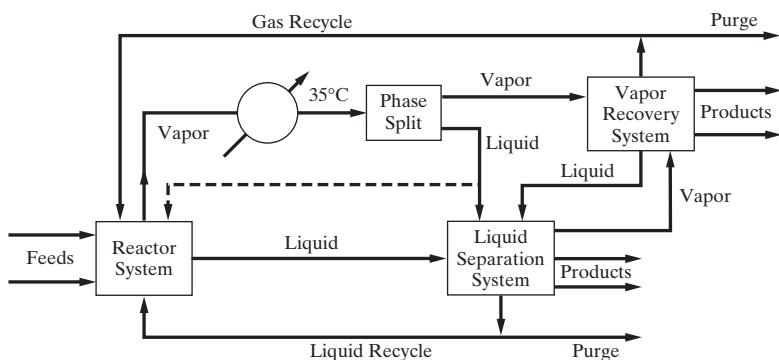 Gas Recycle
Purge
35°C
Vapor
Phase
Split
Vapor
Vapor
Recovery
System
Products
Liquid
Liquid
Vapor
Feeds
Reactor
System
Liquid
Liquid
Separation
System
Products
Liquid Recycle
Purge